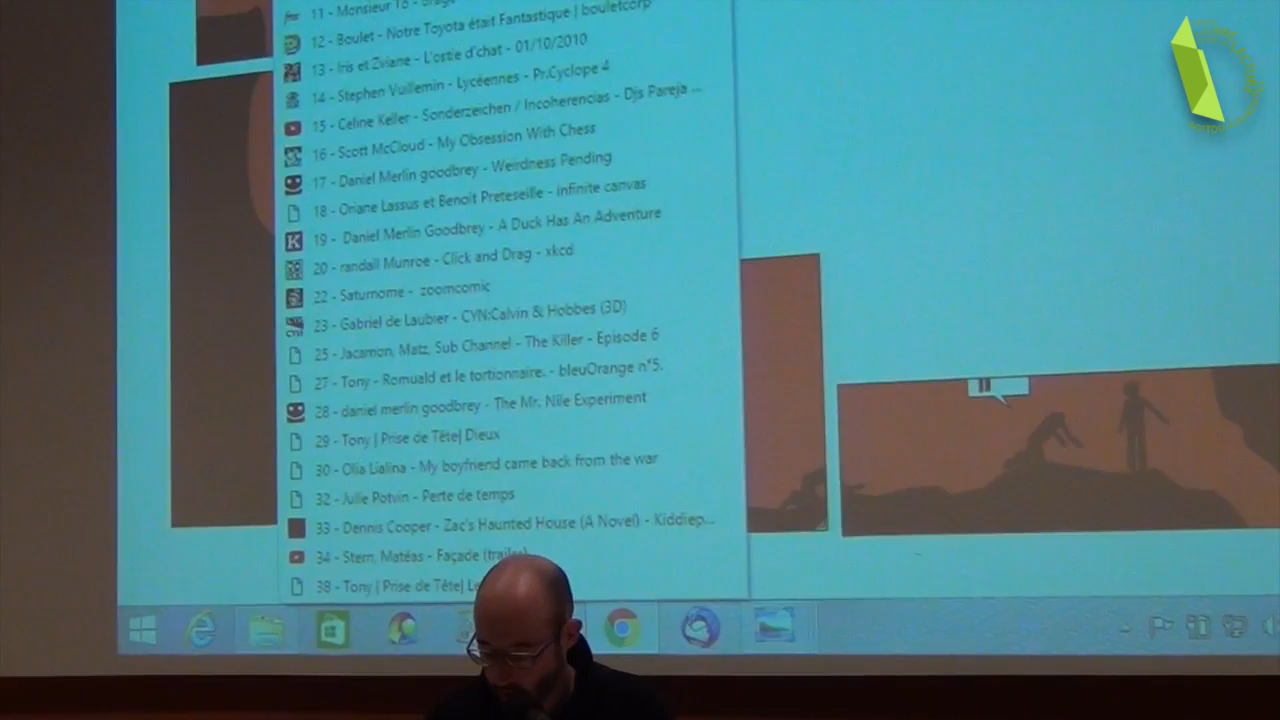 11 - Monsieur To -
12 - Boulet - Notre Toyota était Fantastique | bouletcorp
13 - Iris et Zviane - L'ostie d'chat - 01/10/2010
14 - Stephen Vuillemin - Lycéennes - Pr.Cyclope 4
15 - Celine Keller - Sonderzeichen / Incoherencias - Djs Pareja ...
16 - Scott McCloud - My Obsession With Chess
17 - Daniel Merlin goodbrey - Weirdness Pending
18 - Oriane Lassus et Benoît Preteseille - infinite canvas
K
19 - Daniel Merlin Goodbrey - A Duck Has An Adventure
20 - randall Munroe - Click and Drag - xkcd
22 - Saturnome - zoomcomic
23 - Gabriel de Laubier - CYN:Calvin & Hobbes (3D)
25 - Jacamon, Matz, Sub Channel - The Killer - Episode 6
27 - Tony - Romuald et le tortionnaire. - bleuOrange n°5.
28 - daniel merlin goodbrey - The Mr. Nile Experiment
29 - Tony | Prise de Tête| Dieux
30 - Olia Lialina - My boyfriend came back from the war
32 - Julie Potvin - Perte de temps
33 - Dennis Cooper - Zac's Haunted House (A Novel) - Kiddiep...
34 - Stern, Matéas - Façade (trailer)
38 - Tony | Prise de Tête|